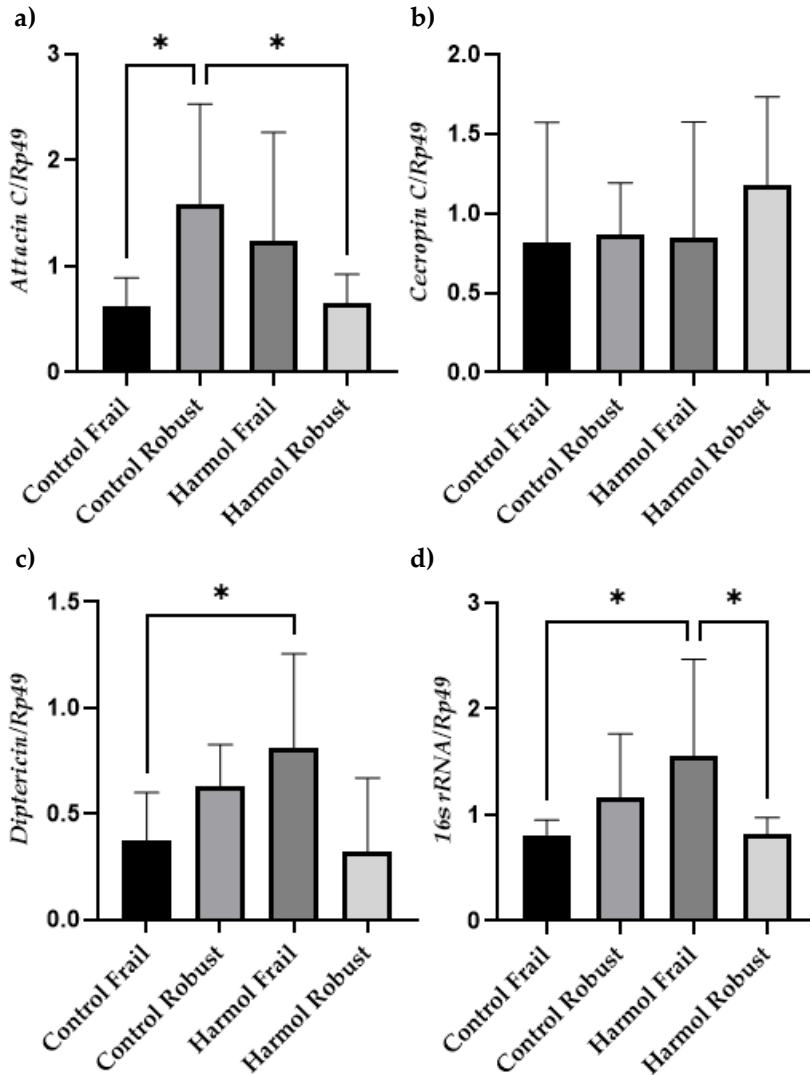 a)
* *
Attacin C/Rp49
3
2
1
0
Control Frail
Control Robust
Harmol Frail
Harmol Robust
b)
Cecropin C/Rp49
2.0
1.5
1.0
0.5
0.0
Control Frail
Control Robust
Harmol Frail
Harmol Robust
c)
*
Diptericin/Rp49
1.5
1.0
0.5
0.0
Control Frail
Control Robust
Harmol Frail
Harmol Robust
d)
* *
16s rRNA/Rp49
3
2
1
0
Control Frail
Control Robust
Harmol Frail
Harmol Robust